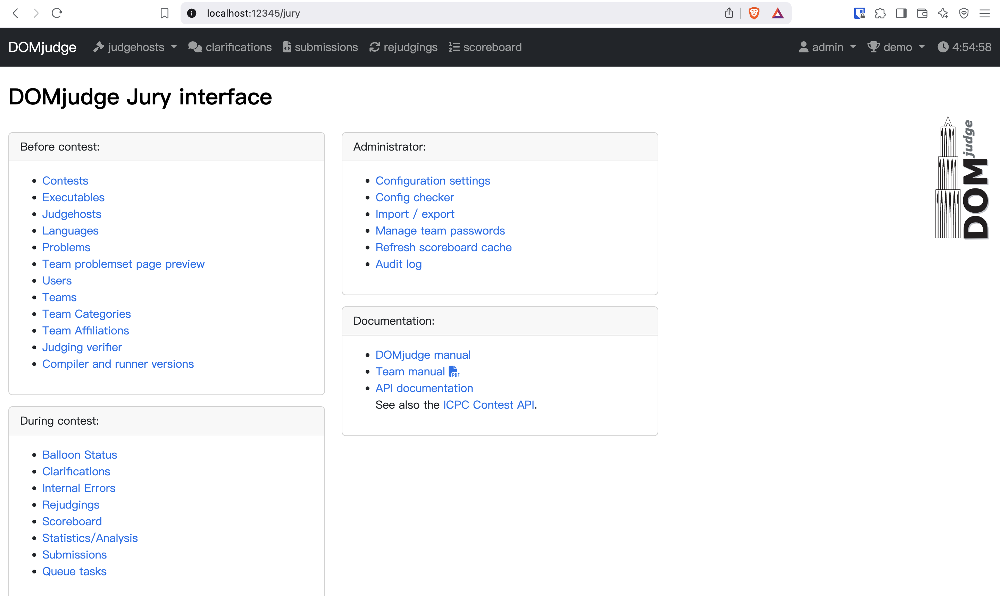 localhost:12345/jury
DOMjudge judgehosts clarifications submissions rejudgings scoreboard admin demo 4:54:58
DOMjudge Jury interface
Before contest:
Contests
Executables
Judgehosts
Languages
Problems
Team problemset page preview
Users
Teams
Team Categories
Team Affiliations
Judging verifier
Compiler and runner versions
During contest:
Balloon Status
Clarifications
Internal Errors
Rejudgings
Scoreboard
Statistics/Analysis
Submissions
Queue tasks
Administrator:
Configuration settings
Config checker
Import / export
Manage team passwords
Refresh scoreboard cache
Audit log
Documentation:
DOMjudge manual
Team manual PDF
API documentation
See also the ICPC Contest API.
DOMjudge